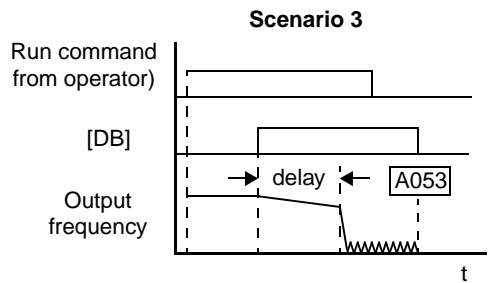 Scenario 3
Run command
from operator)
[DB]
delay
A053
Output
frequency
t